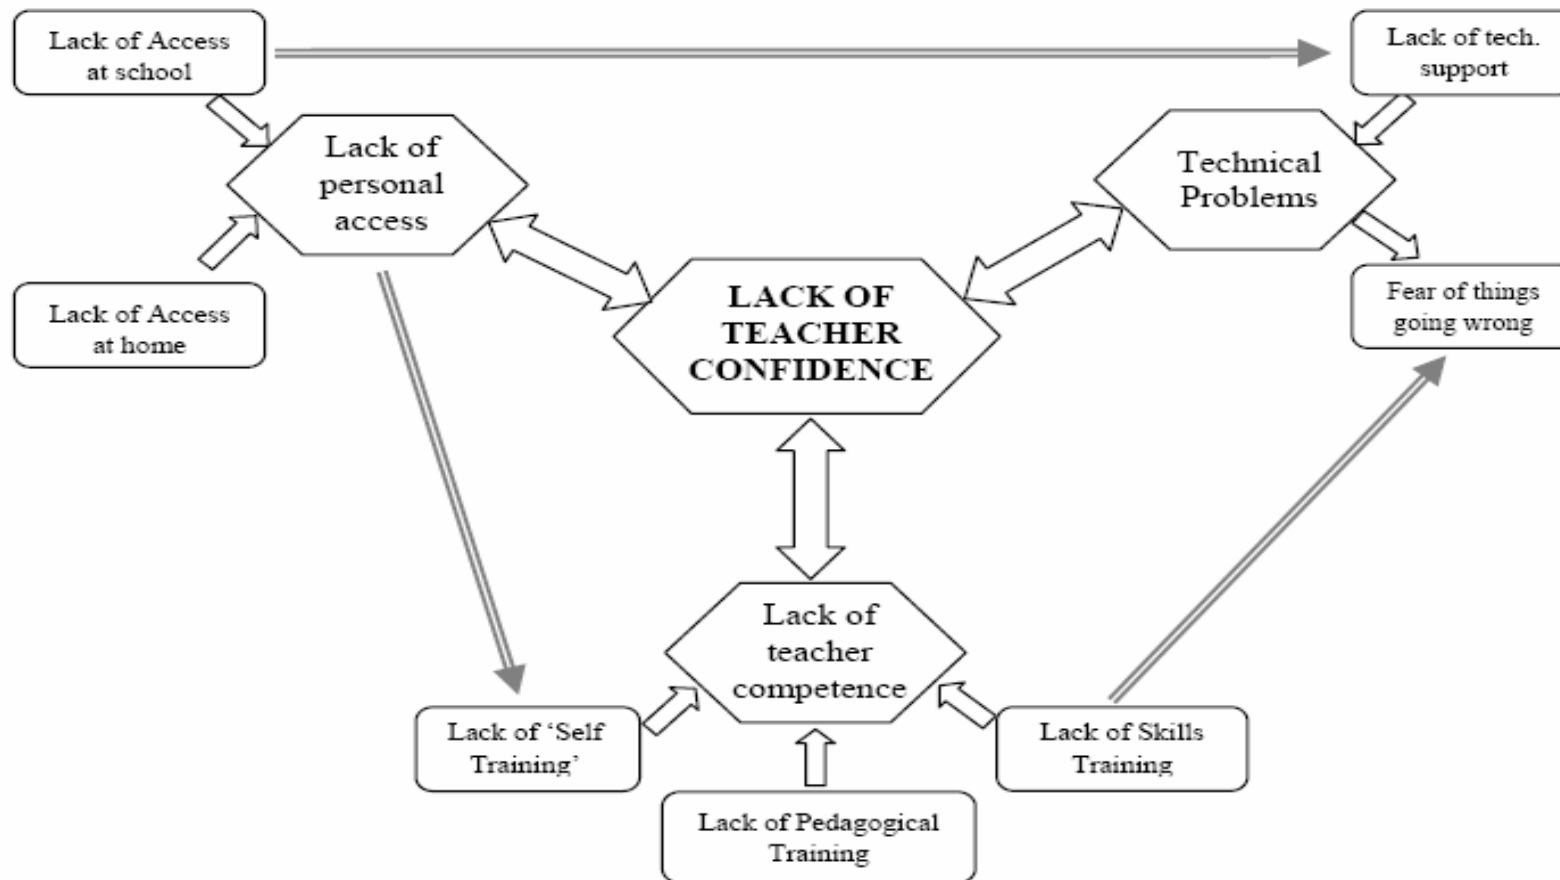 Lack of Access
at school
Lack of tech.
support
Lack of
personal
access
Technical
Problems
Lack of Access
at home
LACK OF
TEACHER
CONFIDENCE
Fear of things
going wrong
Lack of
teacher
competence
Lack of ‘Self
Training’
Lack of Skills
Training
Lack of Pedagogical
Training